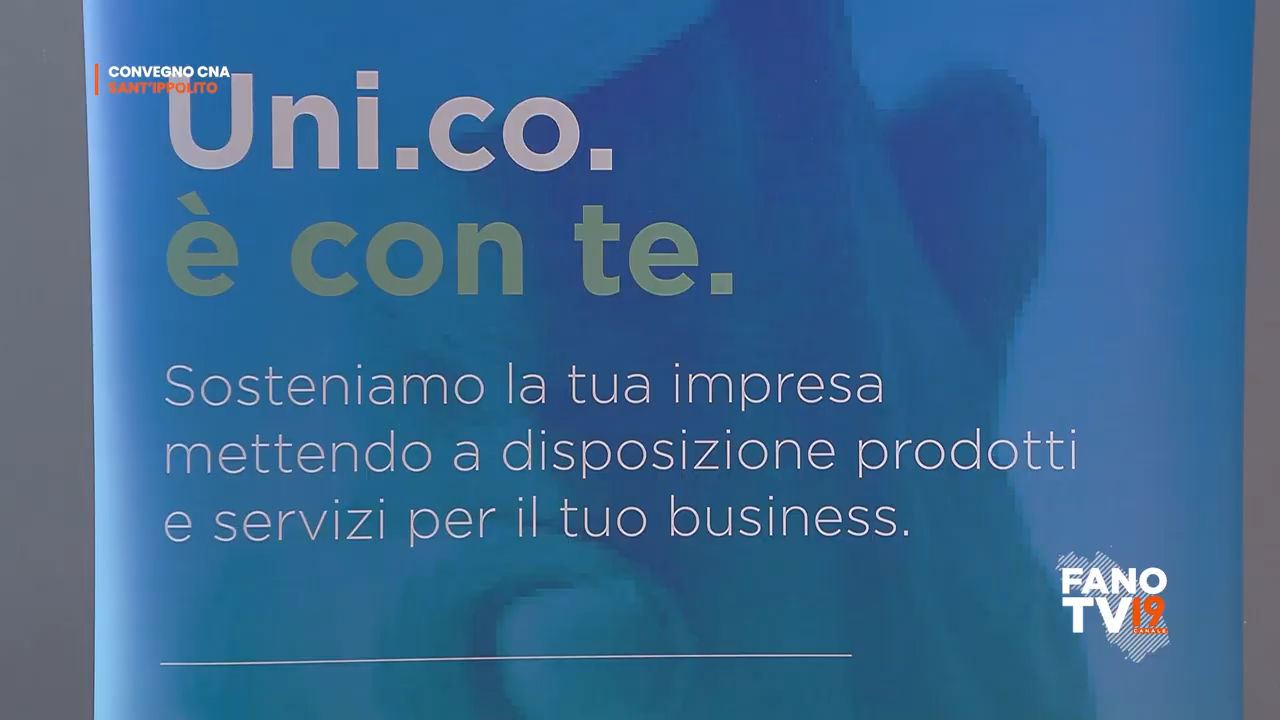 CONVEGNO CNA
SANT'IPPOLITO
Uni.co.
è con te.
Sosteniamo la tua impresa
mettendo a disposizione prodotti
e servizi per il tuo business.
FANO
TV19
CANALE